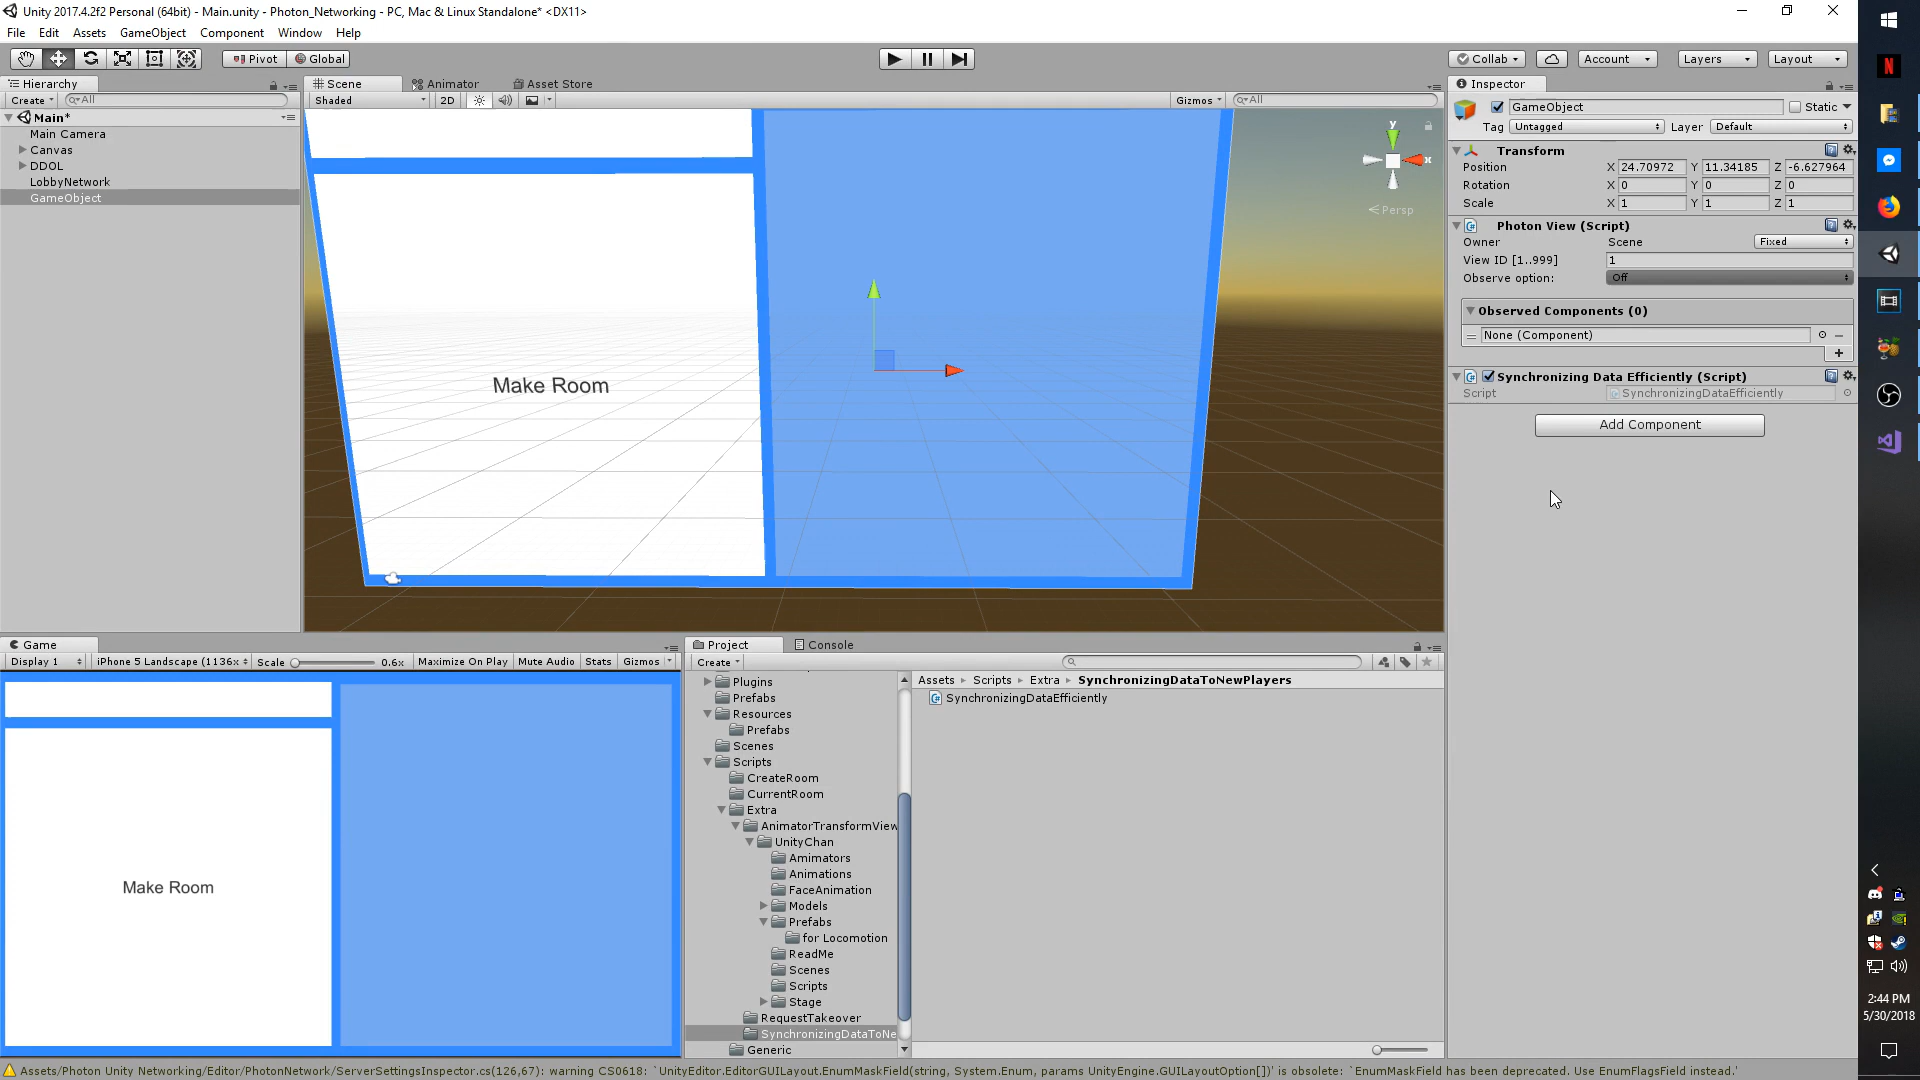 Unity 2017.4.2f2 Personal (64bit) - Main.unity - Photon_Networking - PC, Mac & Linux Standalone* <DX11>
File Edit Assets GameObject Component Window Help
Pivot Global Collab Account Layers Layout
Hierarchy Scene Animator Asset Store Inspector
Create All Shaded 2D Gizmos All
GameObject Static
Main*
Main Camera
Canvas
DDOL
LobbyNetwork
GameObject
Tag Untagged Layer Default
Transform
Position X 24.70972 Y 11.34185 Z -6.627964
Rotation X 0 Y 0 Z 0
Scale X 1 Y 1 Z 1
y
x
Persp
Photon View (Script)
Owner Scene Fixed
View ID [1..999] 1
Observe option: Off
Observed Components (0)
None (Component)
Synchronizing Data Efficiently (Script)
Script SynchronizingDataEfficiently
Add Component
Make Room
Game
Display 1 iPhone 5 Landscape (1136x Scale 0.6x Maximize On Play Mute Audio Stats Gizmos
Make Room
Project Console
Create
Plugins
Prefabs
Resources
Prefabs
Scenes
Scripts
CreateRoom
CurrentRoom
Extra
AnimatorTransformView
UnityChan
Amimators
Animations
FaceAnimation
Models
Prefabs
for Locomotion
ReadMe
Scenes
Scripts
Stage
RequestTakeover
SynchronizingDataToNe
Generic
Assets Scripts Extra SynchronizingDataToNewPlayers
SynchronizingDataEfficiently
Assets/Photon Unity Networking/Editor/PhotonNetwork/ServerSettingsInspector.cs(126,67): warning CS0618: `UnityEditor.EditorGUILayout.EnumMaskField(string, System.Enum, params UnityEngine.GUILayoutOption[])' is obsolete: `EnumMaskField has been deprecated. Use EnumFlagsField instead.'
2:44 PM
5/30/2018